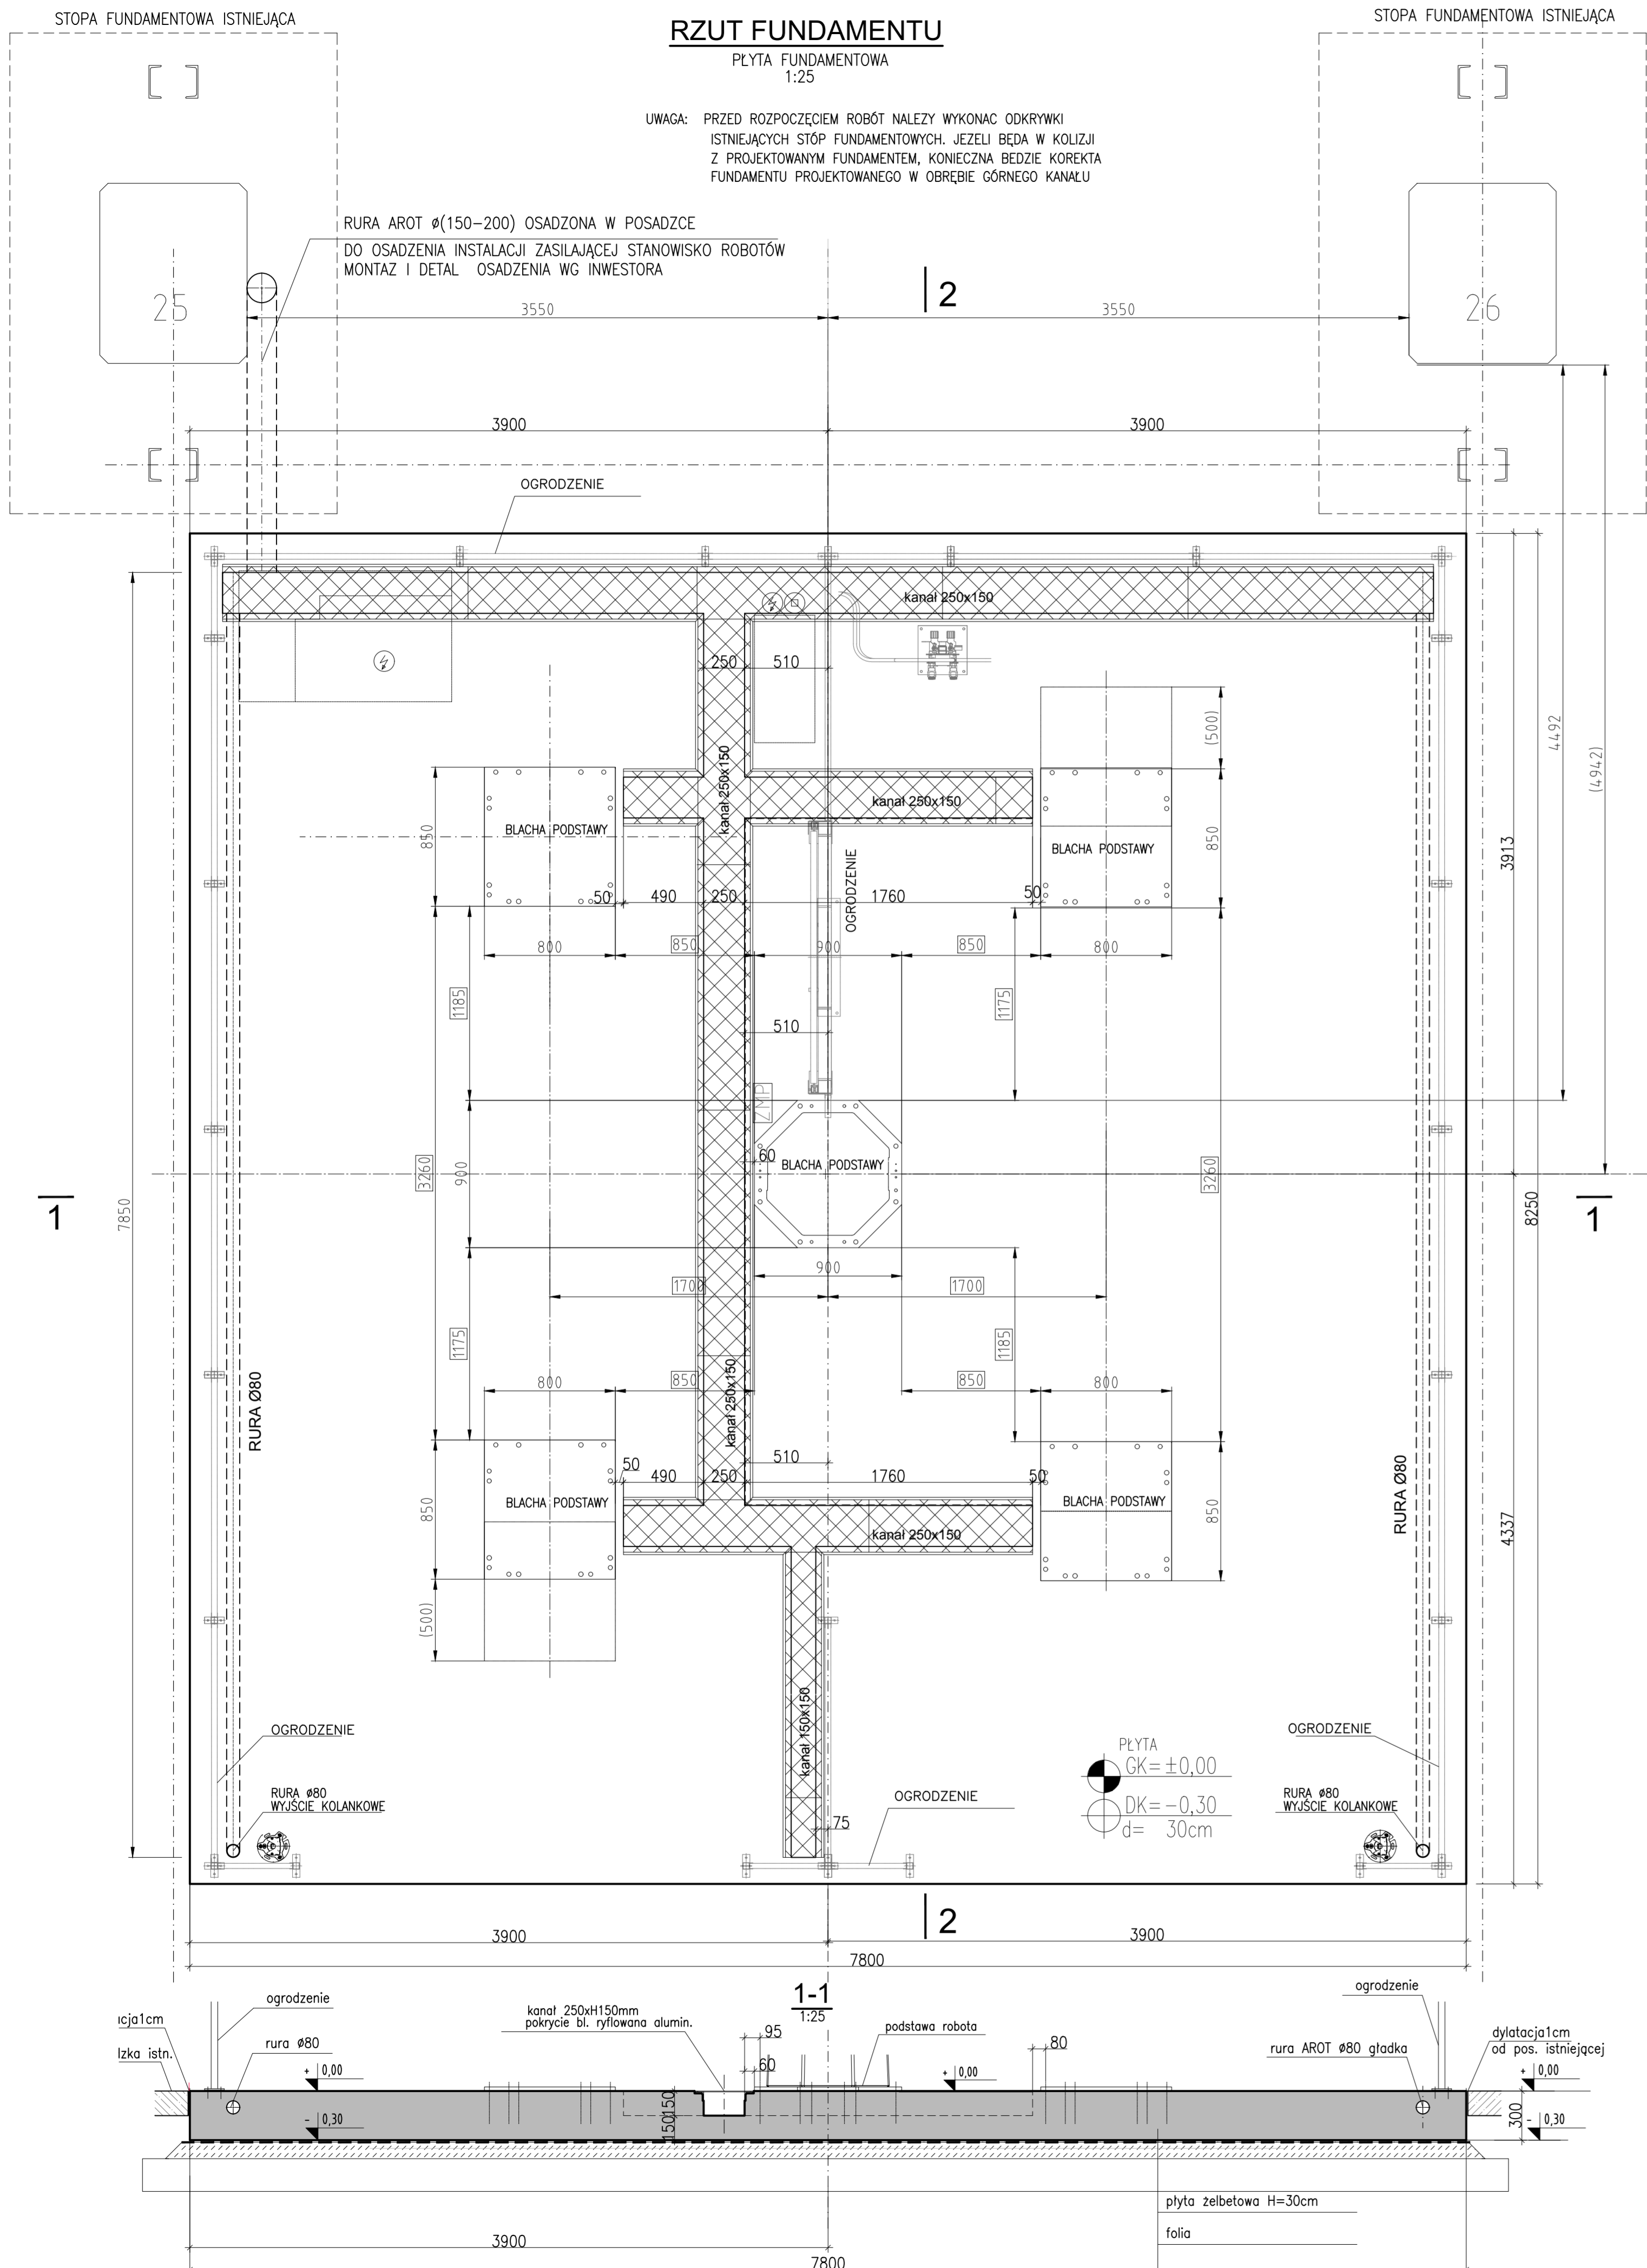 STOPA FUNDAMENTOWA ISTNIEJĄCA
RZUT FUNDAMENTU
STOPA FUNDAMENTOWA ISTNIEJĄCA
PŁYTA FUNDAMENTOWA
1:25
UWAGA: PRZED ROZPOCZĘCIEM ROBÓT NALEZY WYKONAC ODKRYWKI
ISTNIEJĄCYCH STÓP FUNDAMENTOWYCH. JEZELI BĘDA W KOLIZJI
Z PROJEKTOWANYM FUNDAMENTEM, KONIECZNA BEDZIE KOREKTA
FUNDAMENTU PROJEKTOWANEGO W OBRĘBIE GÓRNEGO KANAŁU
RURA AROT ø(150-200) OSADZONA W POSADZCE
DO OSADZENIA INSTALACJI ZASILAJĄCEJ STANOWISKO ROBOTÓW
MONTAZ I DETAL OSADZENIA WG INWESTORA
25
2
26
3550
3550
3900
3900
OGRODZENIE
kanał 250x150
250
510
(500)
4492
(4942)
kanał 250x150
kanał 250x150
850
BLACHA PODSTAWY
BLACHA PODSTAWY
850
OGRODZENIE
3913
50
490
250
1760
50
800
850
900
850
800
1185
1175
510
ZMP
60
BLACHA PODSTAWY
3260
900
3260
1
7850
8250
1
900
1700
1700
1175
1185
RURA Ø80
800
850
850
800
kanał 250x150
510
RURA Ø80
50
490
250
1760
50
850
BLACHA PODSTAWY
BLACHA PODSTAWY
850
kanał 250x150
4337
(500)
kanał 150x150
OGRODZENIE
PŁYTA
GK=±0,00
OGRODZENIE
RURA ø80
WYJŚCIE KOLANKOWE
OGRODZENIE
DK=-0,30
d= 30cm
RURA ø80
WYJŚCIE KOLANKOWE
75
2
3900
3900
7800
1-1
1:25
ogrodzenie
ogrodzenie
cja1cm
kanał 250xH150mm
pokrycie bl. ryflowana alumin.
95
podstawa robota
80
dylatacja1cm
od pos. istniejącej
lzka istn.
rura ø80
60
rura AROT ø80 gładka
+ 0,00
+ 0,00
+ 0,00
150
150
300
- 0,30
- 0,30
płyta żelbetowa H=30cm
folia
3900
7800